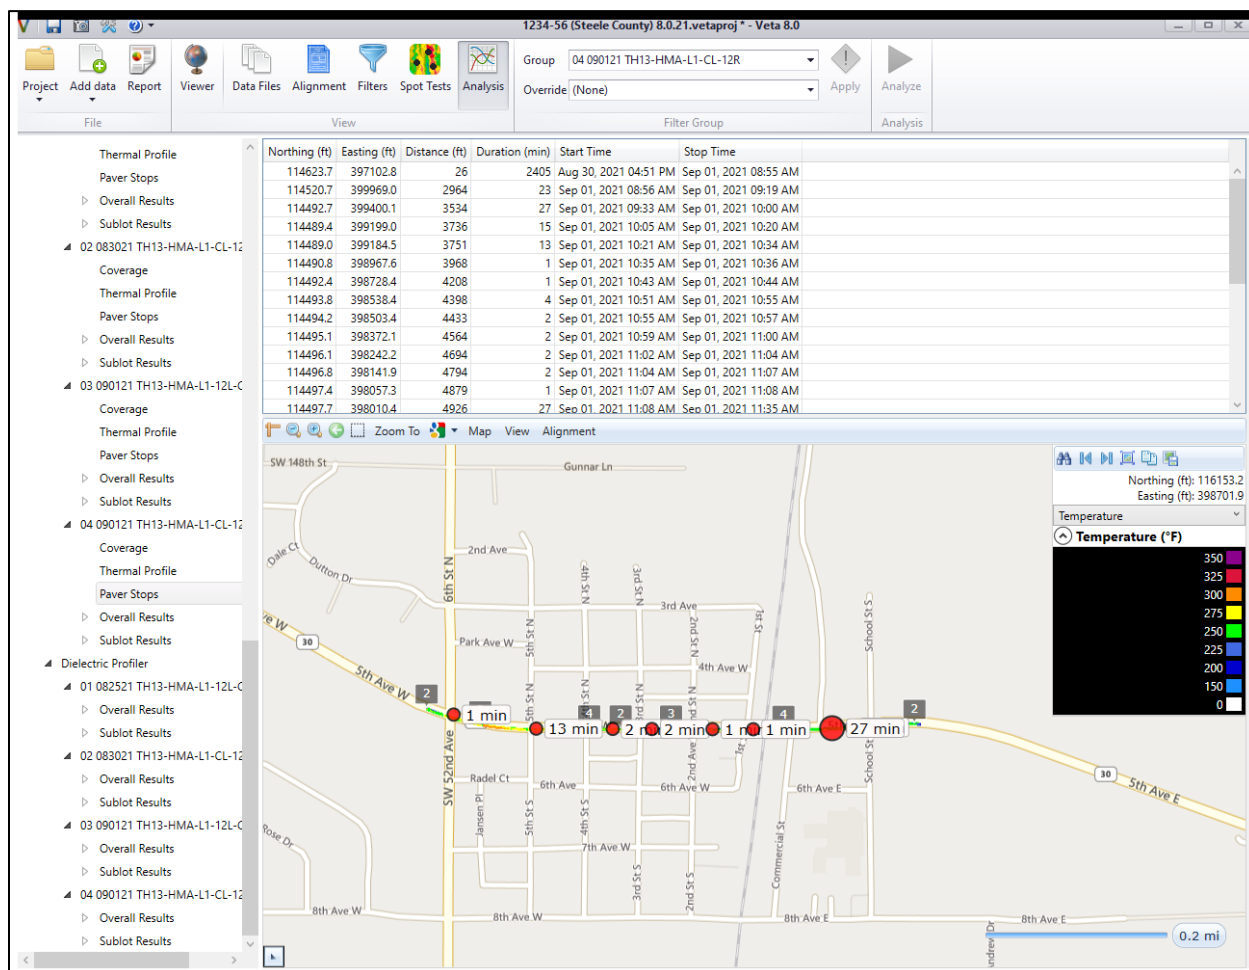 1234-56 (Steele County) 8.0.21.vetaproj * - Veta 8.0
Project
Add data
Report
Viewer
Data Files
Alignment
Filters
Spot Tests
Analysis
Group
04 090121 TH13-HMA-L1-CL-12R
Override
(None)
Apply
Analyze
File
View
Filter Group
Analysis
Thermal Profile
Paver Stops
Overall Results
Sublot Results
02 083021 TH13-HMA-L1-CL-12
Coverage
Thermal Profile
Paver Stops
Overall Results
Sublot Results
03 090121 TH13-HMA-L1-12L-C
Coverage
Thermal Profile
Paver Stops
Overall Results
Sublot Results
04 090121 TH13-HMA-L1-CL-12
Coverage
Thermal Profile
Paver Stops
Overall Results
Sublot Results
Dielectric Profiler
01 082521 TH13-HMA-L1-12L-C
Overall Results
Sublot Results
02 083021 TH13-HMA-L1-CL-12
Overall Results
Sublot Results
03 090121 TH13-HMA-L1-12L-C
Overall Results
Sublot Results
04 090121 TH13-HMA-L1-CL-12
Overall Results
Sublot Results
Northing (ft) Easting (ft) Distance (ft) Duration (min) Start Time Stop Time
114623.7 397102.8 26 2405 Aug 30, 2021 04:51 PM Sep 01, 2021 08:55 AM
114520.7 399969.0 2964 23 Sep 01, 2021 08:56 AM Sep 01, 2021 09:19 AM
114492.7 399400.1 3534 27 Sep 01, 2021 09:33 AM Sep 01, 2021 10:00 AM
114489.4 399199.0 3736 15 Sep 01, 2021 10:05 AM Sep 01, 2021 10:20 AM
114489.0 399184.5 3751 13 Sep 01, 2021 10:21 AM Sep 01, 2021 10:34 AM
114490.8 398967.6 3968 1 Sep 01, 2021 10:35 AM Sep 01, 2021 10:36 AM
114492.4 398728.4 4208 1 Sep 01, 2021 10:43 AM Sep 01, 2021 10:44 AM
114493.8 398538.4 4398 4 Sep 01, 2021 10:51 AM Sep 01, 2021 10:55 AM
114494.2 398503.4 4433 2 Sep 01, 2021 10:55 AM Sep 01, 2021 10:57 AM
114495.1 398372.1 4564 2 Sep 01, 2021 10:59 AM Sep 01, 2021 11:00 AM
114496.1 398242.2 4694 2 Sep 01, 2021 11:02 AM Sep 01, 2021 11:04 AM
114496.8 398141.9 4794 2 Sep 01, 2021 11:04 AM Sep 01, 2021 11:07 AM
114497.4 398057.3 4879 1 Sep 01, 2021 11:07 AM Sep 01, 2021 11:08 AM
114497.7 398010.4 4926 27 Sep 01, 2021 11:08 AM Sep 01, 2021 11:35 AM
Zoom To Map View Alignment
Northing (ft): 116153.2
Easting (ft): 398701.9
Temperature
Temperature (°F)
350
325
300
275
250
225
200
150
0
SW 148th St
Gunnar Ln
Dale Ct
Dutton Dr
2nd Ave
6th St N
4th St N
3rd St N
3rd Ave
1st St
School St S
30
Park Ave W
5th St N
2nd St N
4th Ave W
5th Ave W
5th St N
4th St N
3rd St N
2nd St N
2
4
2
3
4
2
1 min
13 min
2 min
2 min
1 min
1 min
27 min
SW 52nd Ave
2nd Ave
1st St
School St
30
5th Ave E
Radel Ct
Jansen Pl
6th Ave
6th Ave W
6th Ave E
5th St S
4th St S
Rose Dr
7th Ave W
Commercial St
3rd St S
2nd St S
8th Ave W
8th Ave W
8th Ave E
8th Ave E
Andrew Dr
0.2 mi